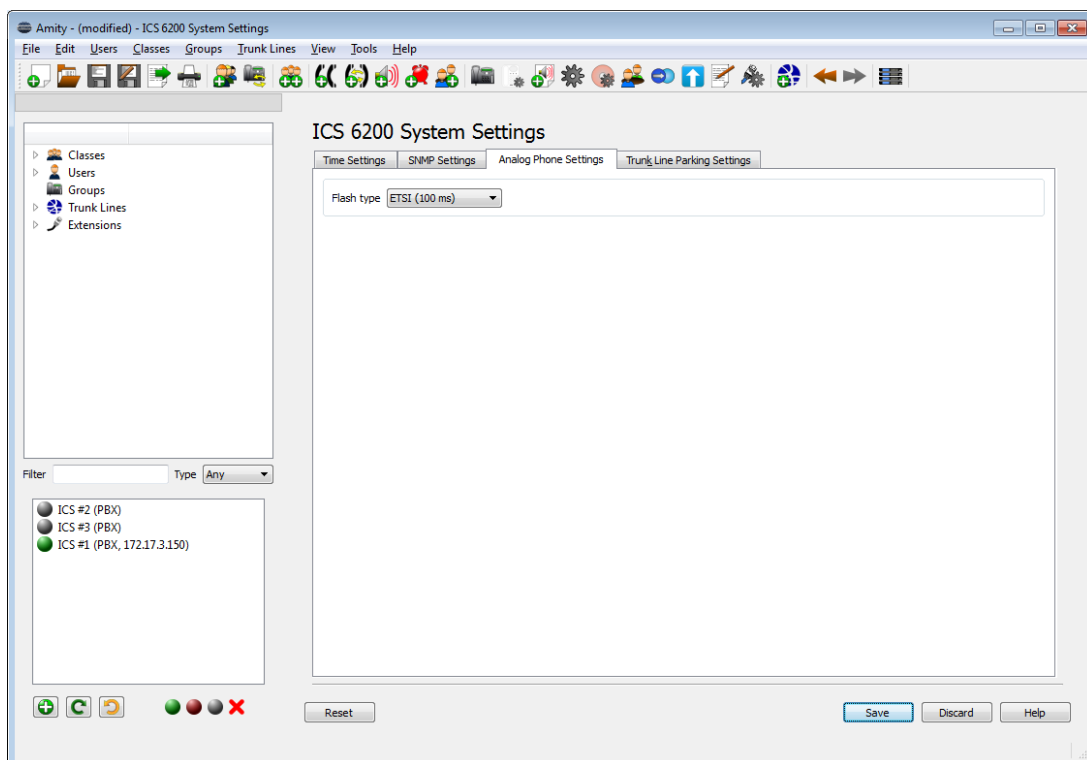 Amity - (modified) - ICS 6200 System Settings
File Edit Users Classes Groups Trunk Lines View Tools Help
ICS 6200 System Settings
Time Settings SNMP Settings Analog Phone Settings Trunk Line Parking Settings
Flash type ETSI (100 ms)
Classes
Users
Groups
Trunk Lines
Extensions
Filter Type Any
ICS #2 (PBX)
ICS #3 (PBX)
ICS #1 (PBX, 172.17.3.150)
Reset Save Discard Help